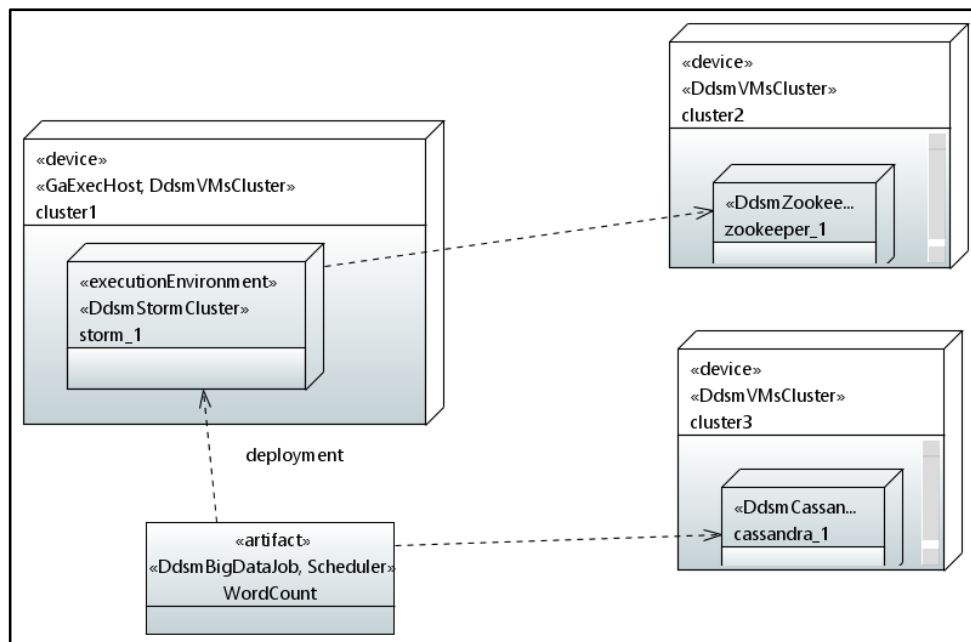 «device»
«GaExecHost, DdsmVMsCluster»
cluster1
«executionEnvironment»
«DdsmStormCluster»
storm_1
«device»
«DdsmVMsCluster»
cluster2
«DdsmZookee...
zookeeper_1
«device»
«DdsmVMsCluster»
cluster3
«DdsmCassan...
cassandra_1
deployment
«artifact»
«DdsmBigDataJob, Scheduler»
WordCount